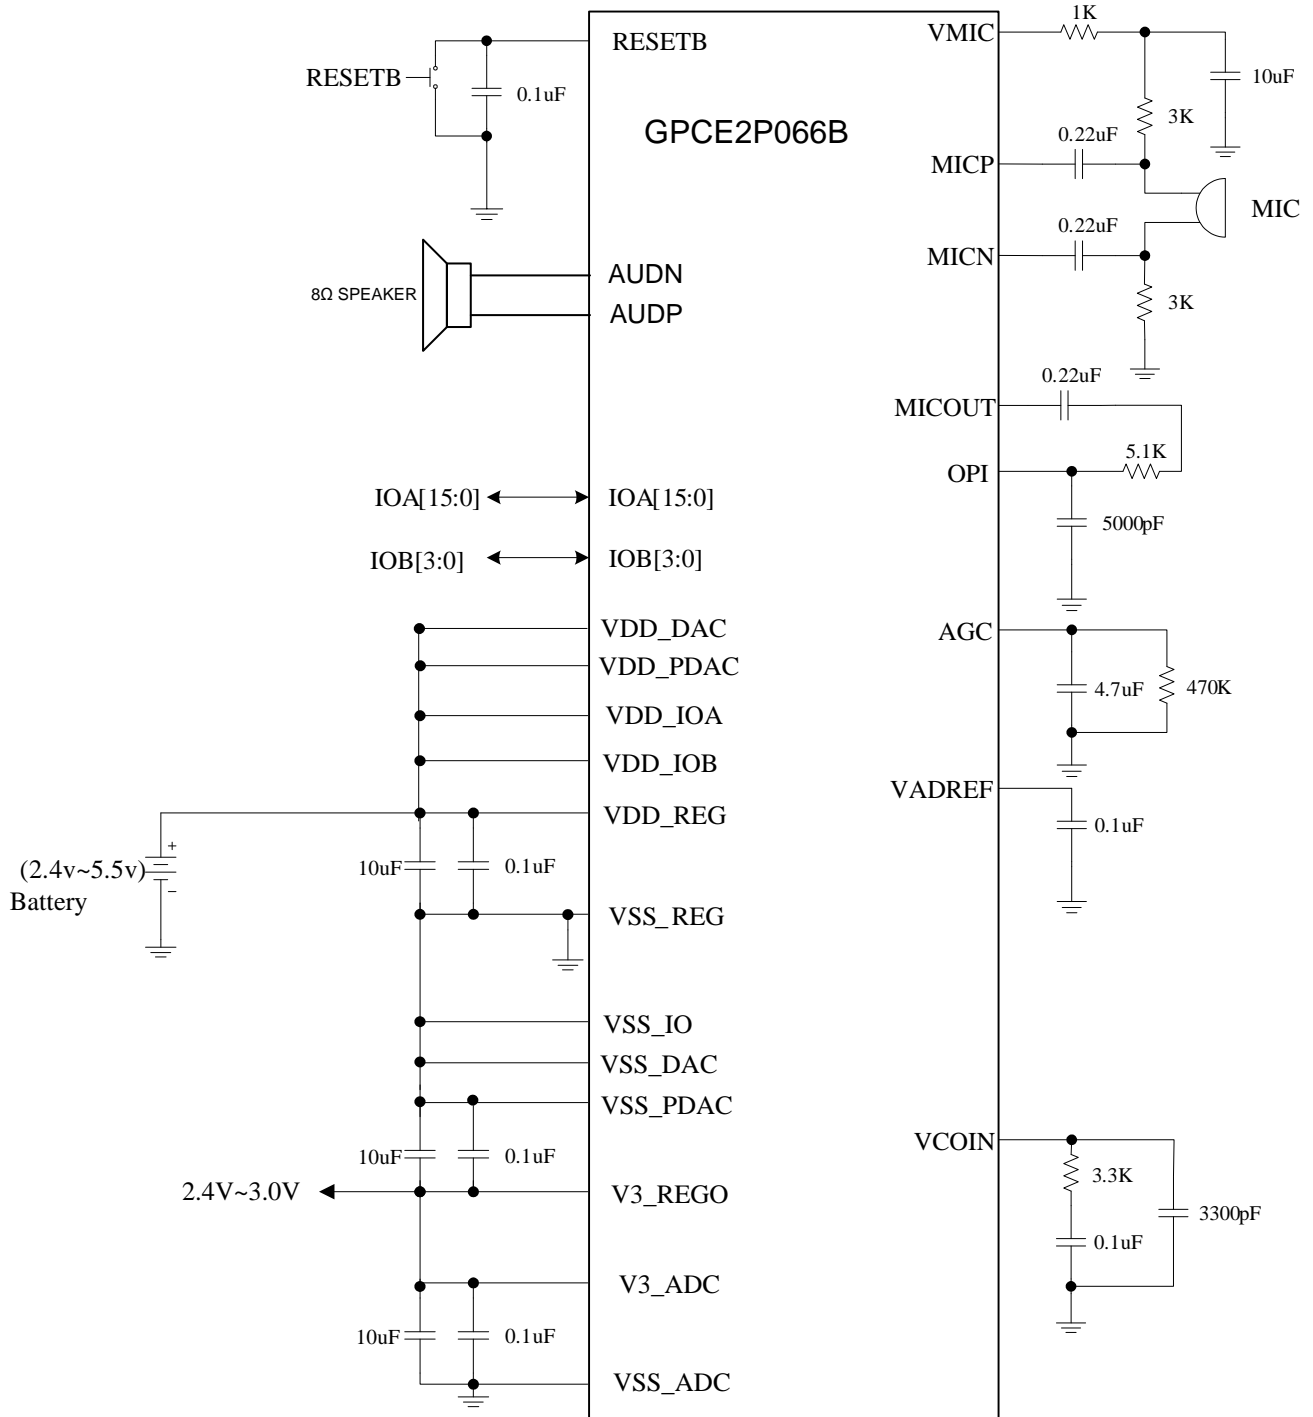 RESETB
0.1uF
RESETB
GPCE2P066B
8Ω SPEAKER
AUDN
AUDP
IOA[15:0]
IOA[15:0]
IOB[3:0]
IOB[3:0]
VDD_DAC
VDD_PDAC
VDD_IOA
VDD_IOB
VDD_REG
10uF
0.1uF
(2.4v~5.5v)
Battery
+
−
VSS_REG
VSS_IO
VSS_DAC
VSS_PDAC
10uF
0.1uF
2.4V~3.0V
V3_REGO
V3_ADC
10uF
0.1uF
VSS_ADC
VMIC
1K
10uF
3K
0.22uF
MICP
MIC
0.22uF
MICN
3K
0.22uF
MICOUT
5.1K
OPI
5000pF
AGC
4.7uF
470K
VADREF
0.1uF
VCOIN
3.3K
3300pF
0.1uF